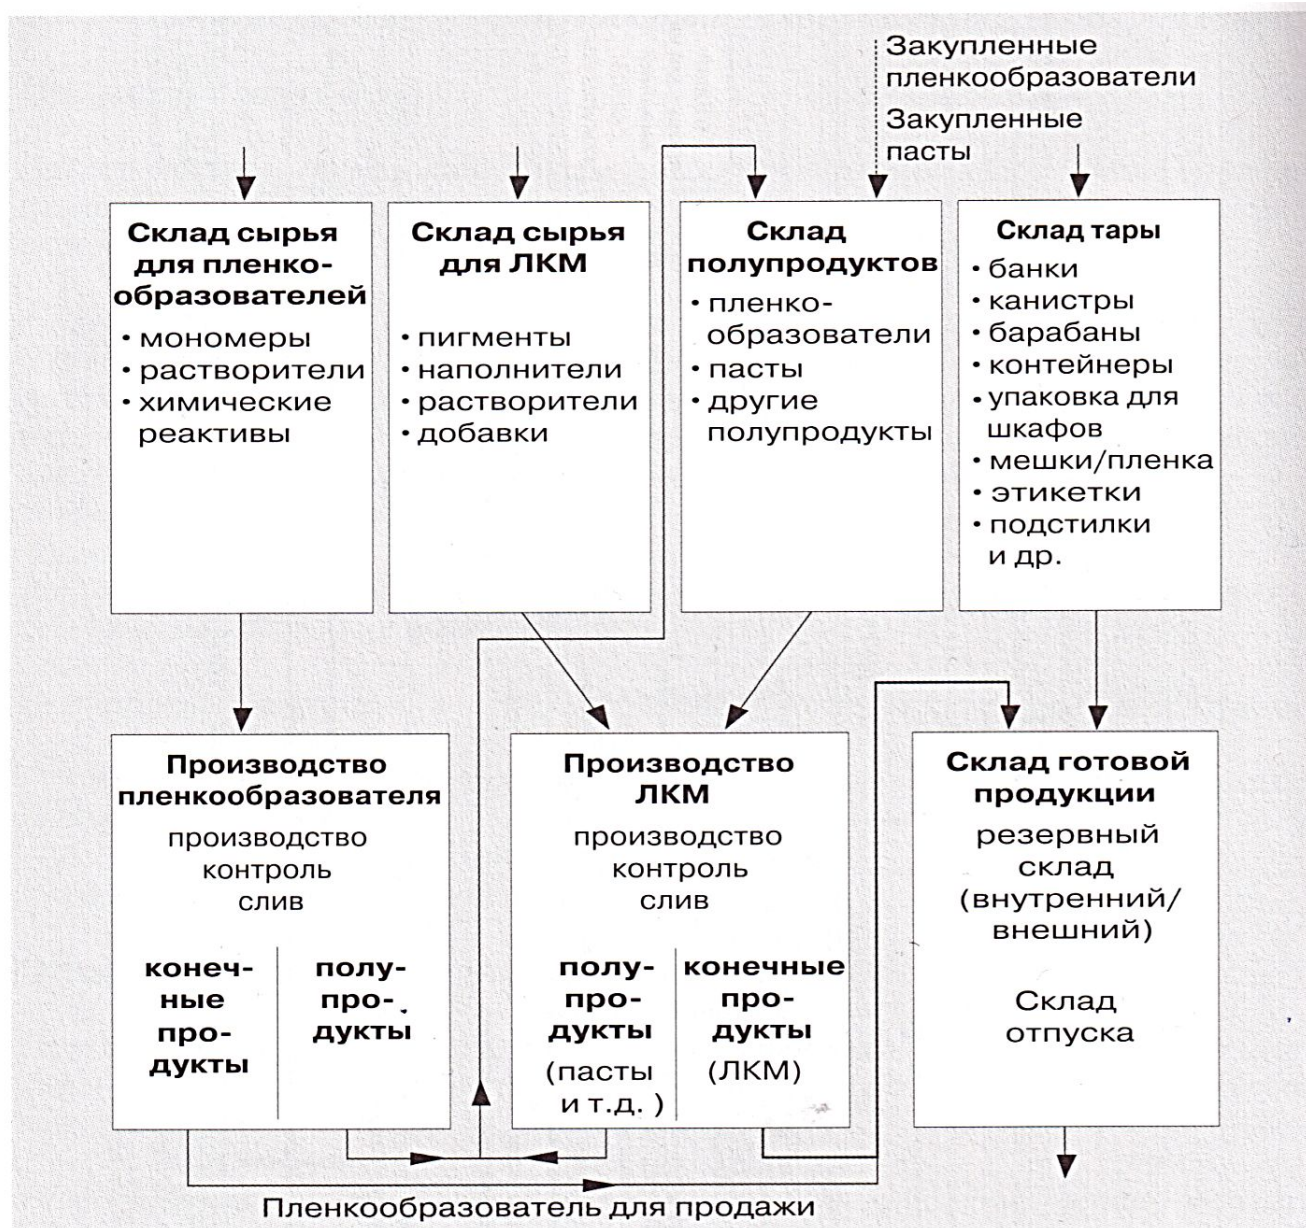 Закупленные
пленкообразователи
Закупленные
пасты
Склад сырья
для пленко-
образователей
• мономеры
• растворители
• химические
реактивы
Склад сырья
для ЛКМ
• пигменты
• наполнители
• растворители
• добавки
Склад
полупродуктов
• пленко-
образователи
• пасты
• другие
полупродукты
Склад тары
• банки
• канистры
• барабаны
• контейнеры
• упаковка для
шкафов
• мешки/пленка
• этикетки
• подстилки
и др.
Производство
пленкообразователя
производство
контроль
слив
конеч-
ные
про-
дукты
полу-
про-
дукты
Производство
ЛКМ
производство
контроль
слив
полу-
про-
дукты
(пасты
и т.д. )
конечные
про-
дукты
(ЛКМ)
Склад готовой
продукции
резервный
склад
(внутренний/
внешний)
Склад
отпуска
Пленкообразователь для продажи